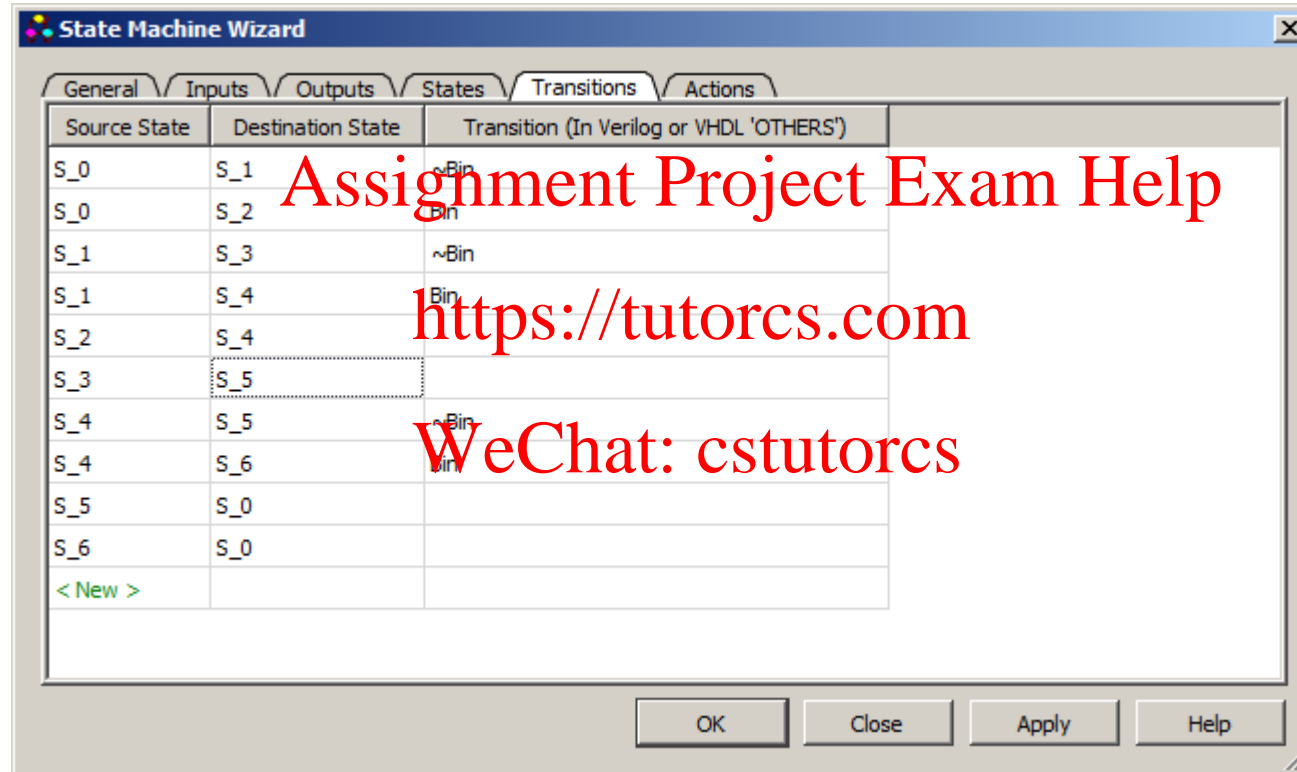 State Machine Wizard
General Inputs Outputs States Transitions Actions
Source State Destination State Transition (In Verilog or VHDL 'OTHERS')
S_0 S_1 ~Bin
Assignment Project Exam Help
S_0 S_2 Bin
S_1 S_3 ~Bin
S_1 S_4 Bin
https://tutorcs.com
S_2 S_4
S_3 S_5
S_4 S_5 ~Bin
WeChat: cstutorcs
S_4 S_6 Bin
S_5 S_0
S_6 S_0
< New >
OK Close Apply Help